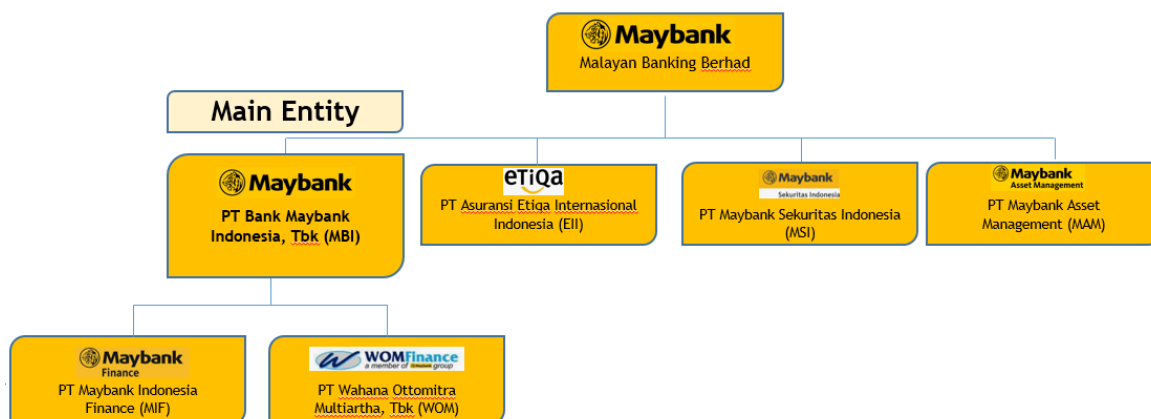 Maybank
Malayan Banking Berhad
Main Entity
Maybank
PT Bank Maybank
Indonesia, Tbk (MBI)
eTiQa
PT Asuransi Etiqa Internasional
Indonesia (EII)
Maybank
Sekuritas Indonesia
PT Maybank Sekuritas Indonesia
(MSI)
Maybank
Asset Management
PT Maybank Asset
Management (MAM)
Maybank
Finance
PT Maybank Indonesia
Finance (MIF)
WOMFinance
a member of Maybank group
PT Wahana Ottomitra
Multiartha, Tbk (WOM)